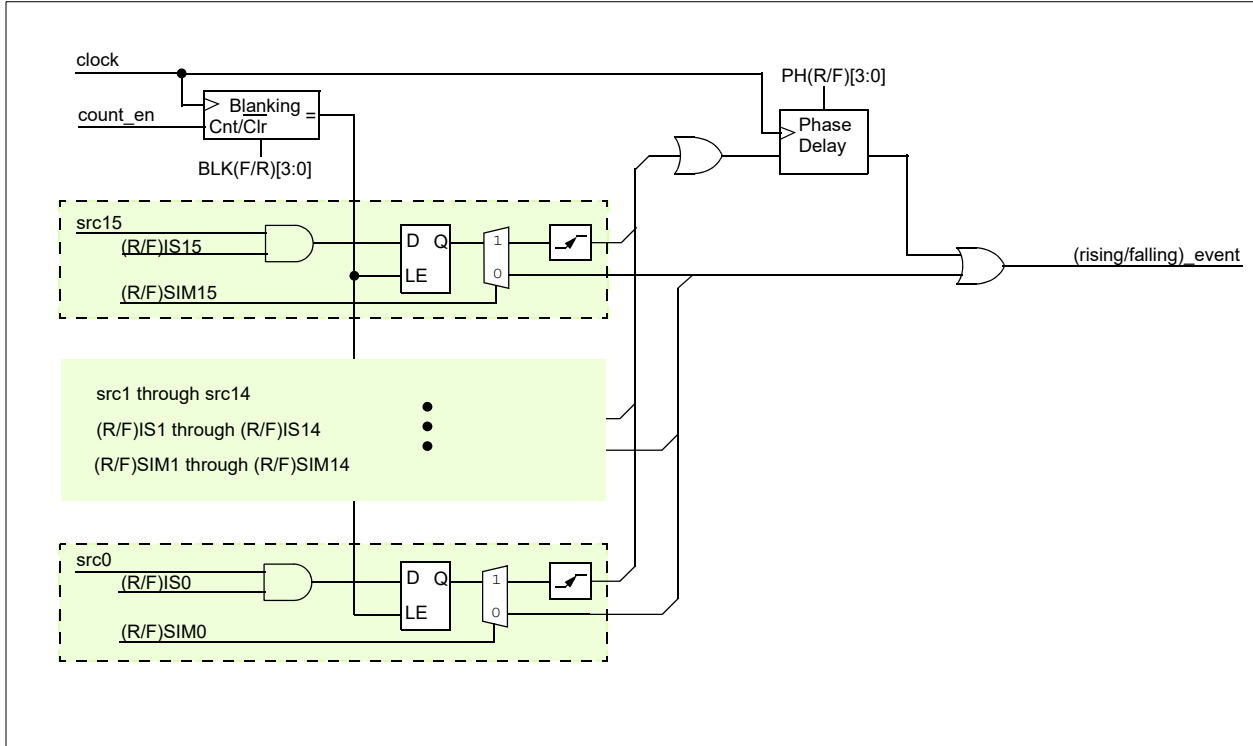 clock
PH(R/F)[3:0]
count_en
Blanking
=
Cnt/Clr
Phase
Delay
BLK(F/R)[3:0]
src15
(R/F)IS15
D Q
1
LE
0
(R/F)SIM15
(rising/falling)_event
src1 through src14
(R/F)IS1 through (R/F)IS14
(R/F)SIM1 through (R/F)SIM14
src0
(R/F)IS0
D Q
1
LE
0
(R/F)SIM0